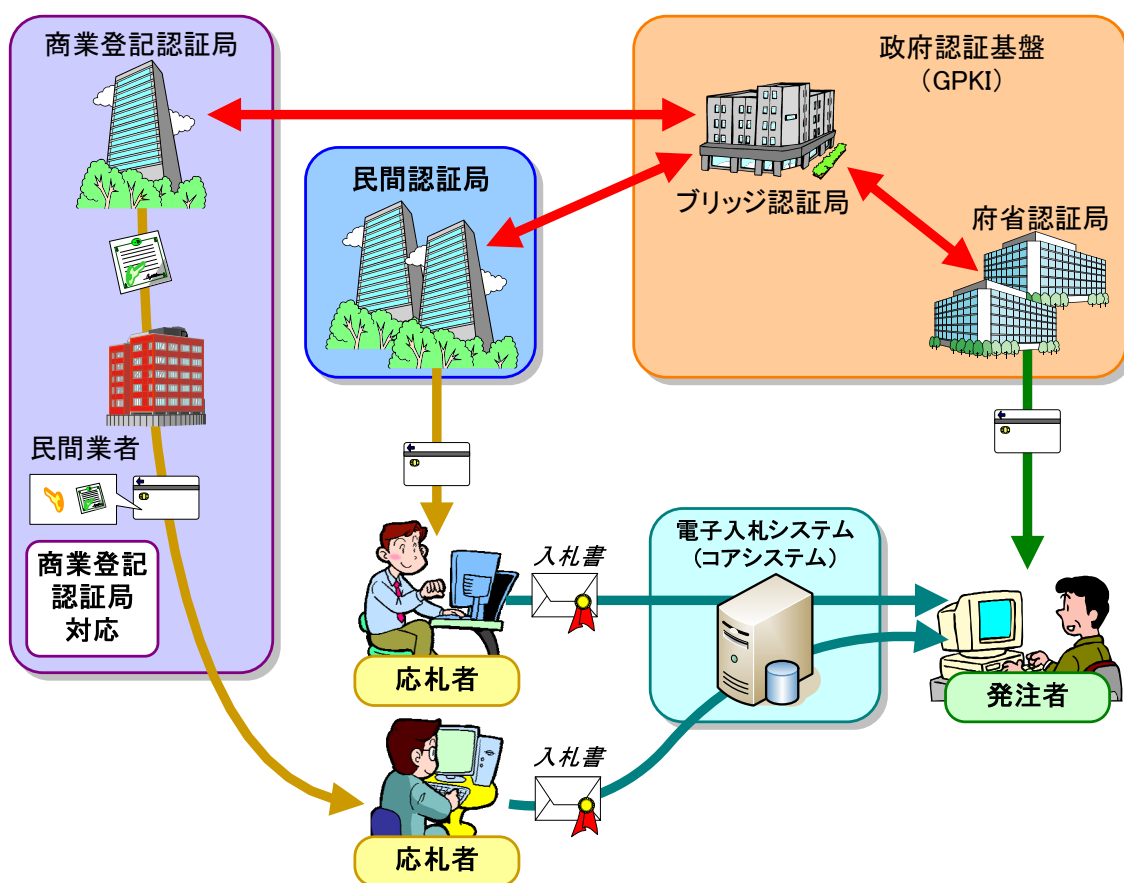 商業登記認証局
政府認証基盤
（GPKI）
民間認証局
ブリッジ認証局
府省認証局
民間業者
商業登記
認証局
対応
電子入札システム
（コアシステム）
入札書
応札者
発注者
入札書
応札者